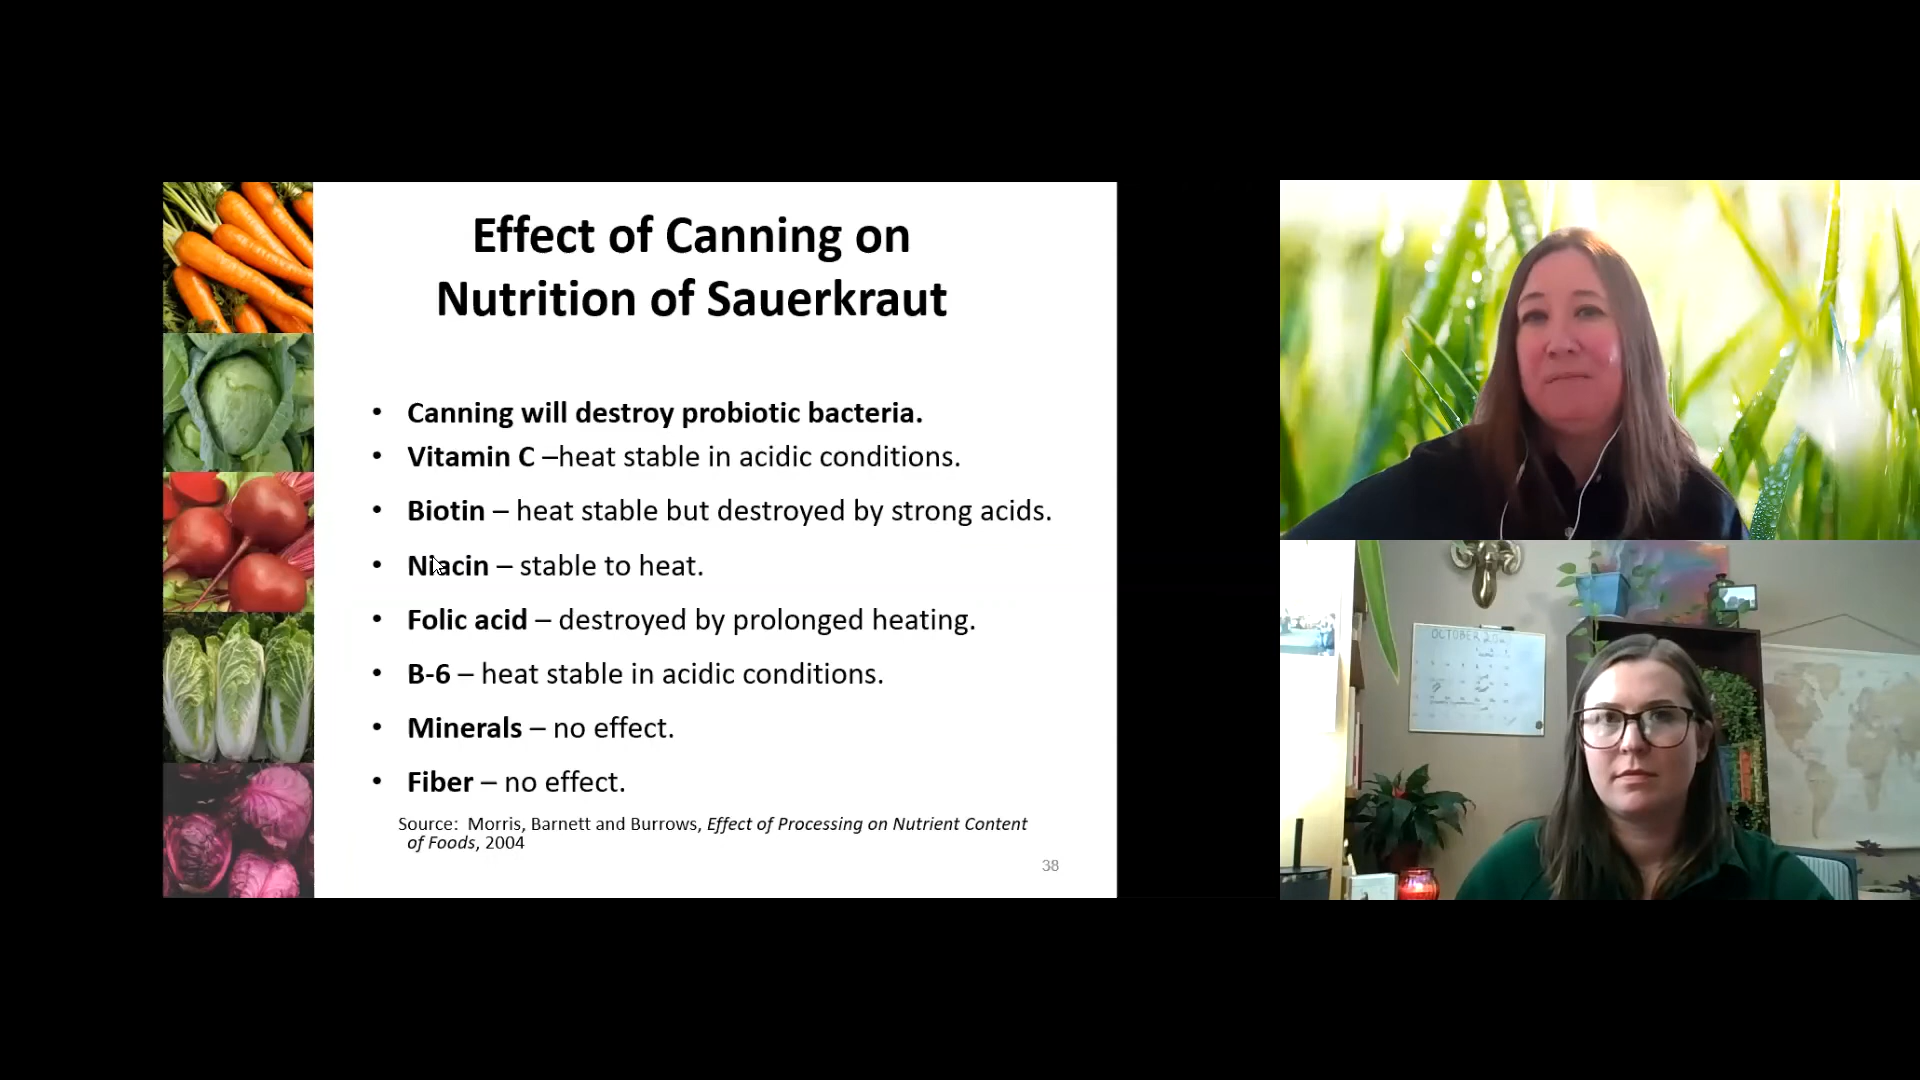 Effect of Canning on
Nutrition of Sauerkraut
• Canning will destroy probiotic bacteria.
• Vitamin C –heat stable in acidic conditions.
• Biotin – heat stable but destroyed by strong acids.
• Niacin – stable to heat.
• Folic acid – destroyed by prolonged heating.
• B-6 – heat stable in acidic conditions.
• Minerals – no effect.
• Fiber – no effect.
Source: Morris, Barnett and Burrows, Effect of Processing on Nutrient Content
of Foods, 2004
38
OCTOBER